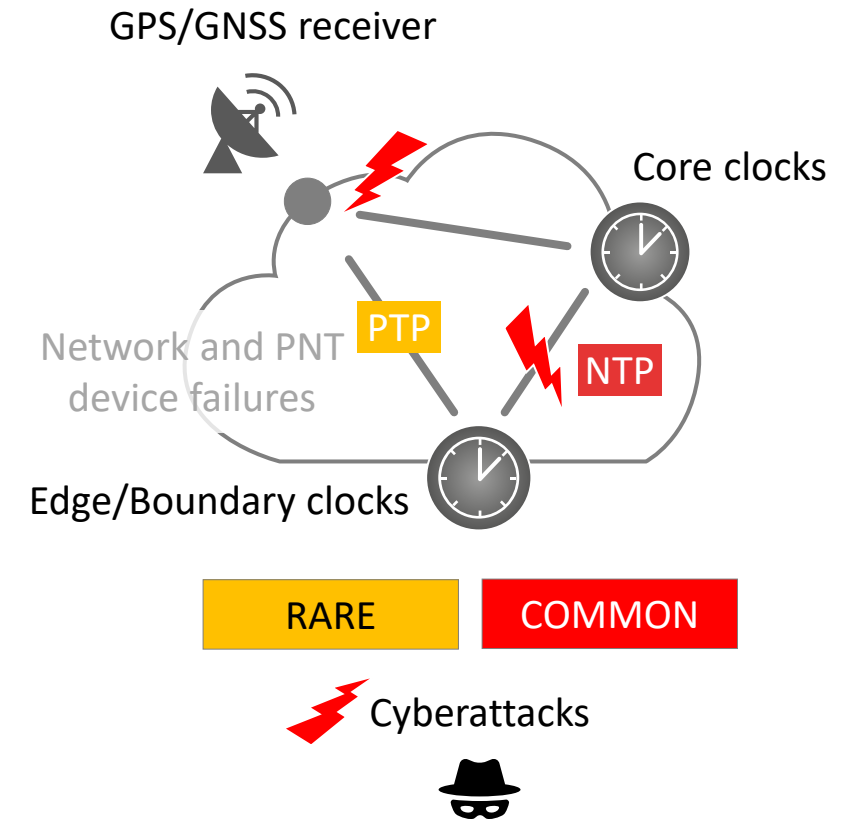 GPS/GNSS receiver
Core clocks
PTP
Network and PNT
device failures
NTP
Edge/Boundary clocks
RARE
COMMON
Cyberattacks